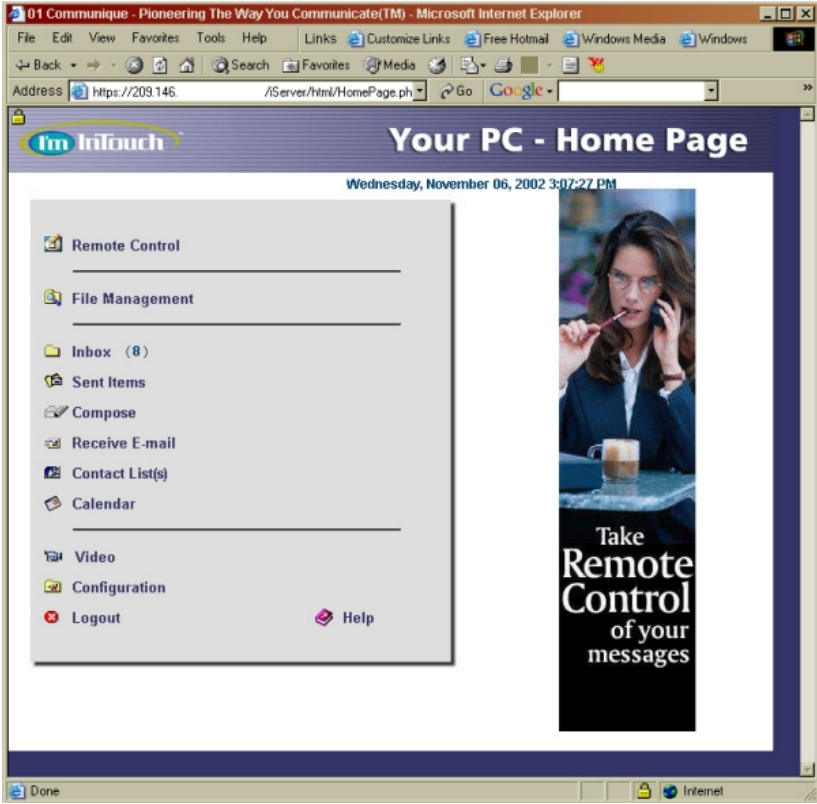 01 Communique - Pioneering The Way You Communicate(TM) - Microsoft Internet Explorer
File Edit View Favorites Tools Help Links Customize Links Free Hotmail Windows Media Windows
Back Search Favorites Media
Address https://209.146. /iServer/html/HomePage.ph Go Google
I'm InTouch
Your PC - Home Page
Wednesday, November 06, 2002 3:07:27 PM
Remote Control
File Management
Inbox (8)
Sent Items
Compose
Receive E-mail
Contact List(s)
Calendar
Video
Configuration
Logout Help
Take
Remote
Control
of your
messages
Done Internet